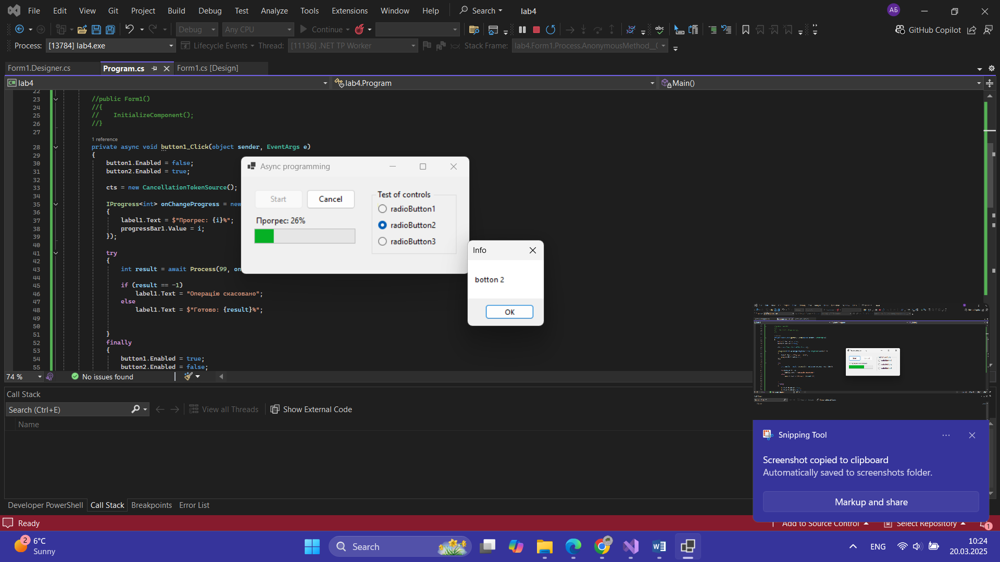 File Edit View Git Project Build Debug Test Analyze Tools Extensions Window Help Search lab4 АБ
Debug Any CPU Continue GitHub Copilot
Process: [13784] lab4.exe Lifecycle Events Thread: [11136] .NET TP Worker Stack Frame: lab4.Form1.Process.AnonymousMethod__(
Form1.Designer.cs Program.cs Form1.cs [Design]
C# lab4 lab4.Program Main()
22
23 //public Form1()
24 //{
25 // InitializeComponent();
26 //}
27
1 reference
28 private async void button1_Click(object sender, EventArgs e)
29 {
30 button1.Enabled = false;
31 button2.Enabled = true;
32
33 cts = new CancellationTokenSource();
34
35 IProgress<int> onChangeProgress = new
36 {
37 label1.Text = $"Прогрес: {i}%";
38 progressBar1.Value = i;
39 });
40
41 try
42 {
43 int result = await Process(99, on
44
45 if (result == -1)
46 label1.Text = "Операцію скасовано";
47 else
48 label1.Text = $"Готово: {result}%";
49
50
51 }
52 finally
53 {
54 button1.Enabled = true;
55 button2.Enabled = false;
Async programming
Start Cancel
Прогрес: 26%
Test of controls
radioButton1
radioButton2
radioButton3
Info
botton 2
OK
74 % No issues found
Call Stack
Search (Ctrl+E) View all Threads Show External Code
Name
Snipping Tool
Screenshot copied to clipboard
Automatically saved to screenshots folder.
Markup and share
Developer PowerShell Call Stack Breakpoints Error List
Ready Add to Source Control Select Repository 1
2 6°C
Sunny
Search
ENG
10:24
20.03.2025